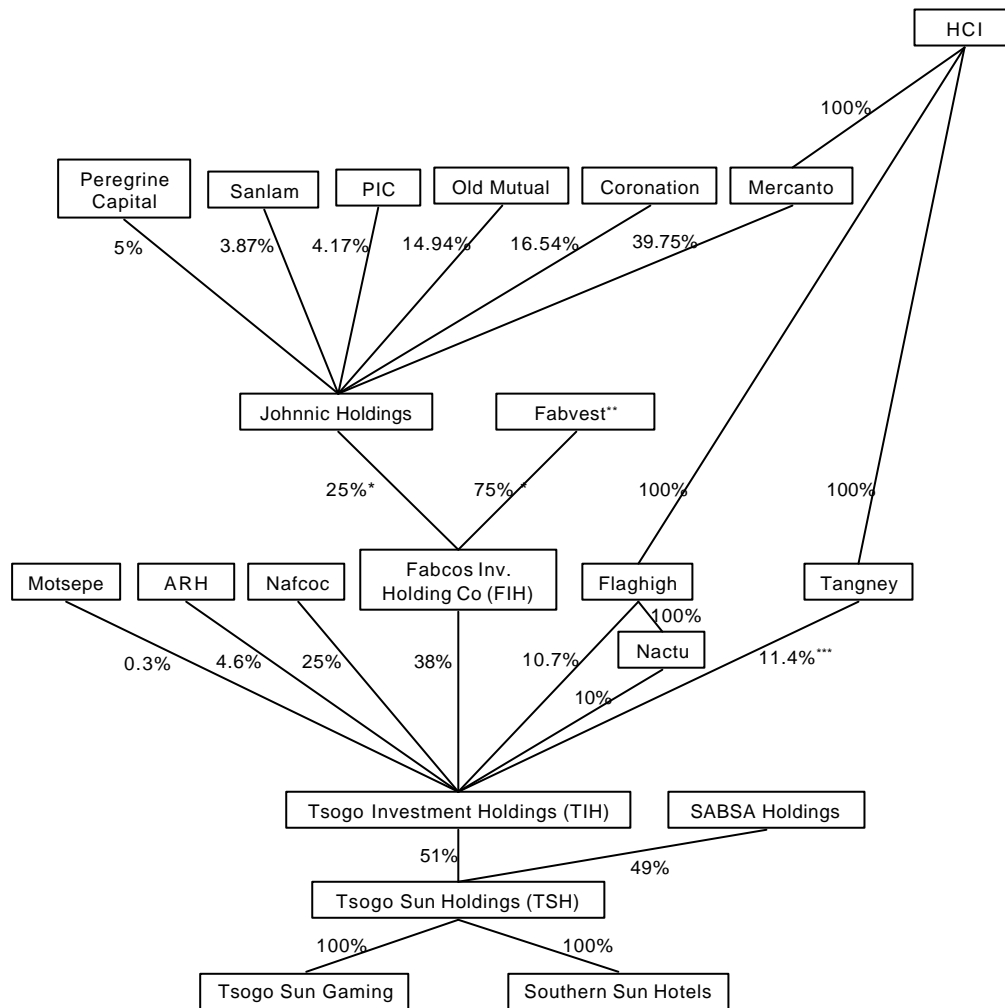 HCI
100%
Peregrine
Capital
Sanlam
PIC
Old Mutual
Coronation
Mercanto
5%
3.87%
4.17%
14.94%
16.54%
39.75%
Johnnic Holdings
Fabvest**
25%*
75% *
100%
100%
Motsepe
ARH
Nafcoc
Fabcos Inv.
Holding Co (FIH)
Flaghigh
Tangney
100%
Nactu
0.3%
4.6%
25%
38%
10.7%
10%
11.4%***
Tsogo Investment Holdings (TIH)
SABSA Holdings
51%
49%
Tsogo Sun Holdings (TSH)
100%
100%
Tsogo Sun Gaming
Southern Sun Hotels